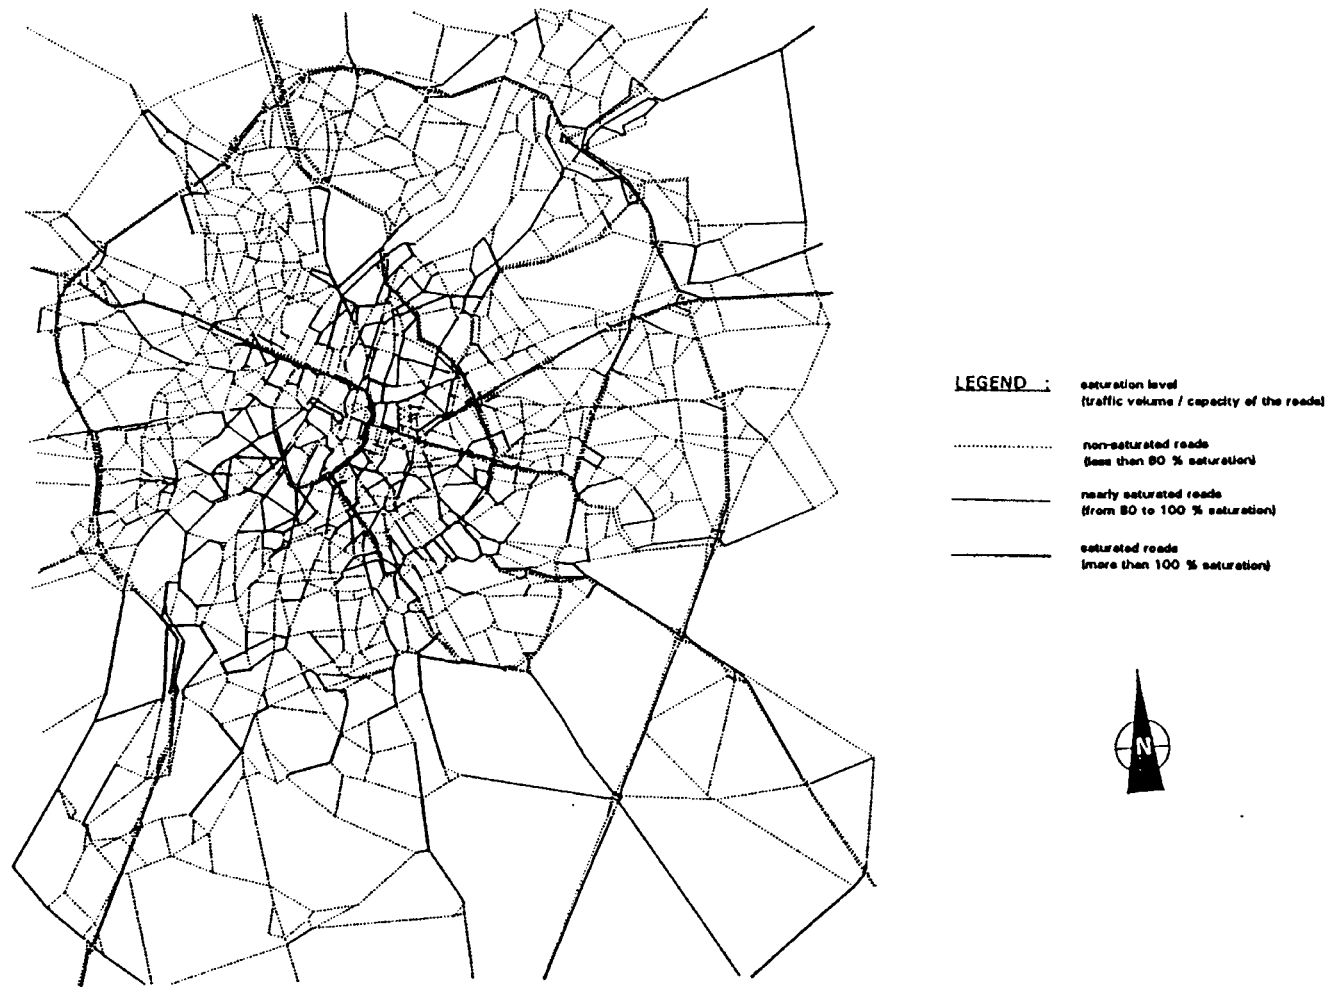 LEGEND :
saturation level
(traffic volume / capacity of the roads)
non-saturated roads
(less than 80 % saturation)
nearly saturated roads
(from 80 to 100 % saturation)
saturated roads
(more than 100 % saturation)
N